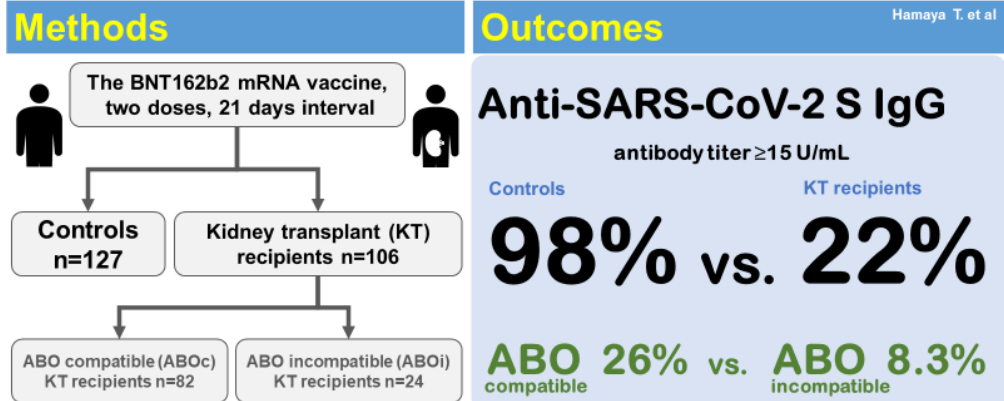 Methods
The BNT162b2 mRNA vaccine,
two doses, 21 days interval
Controls
n=127
Kidney transplant (KT)
recipients n=106
ABO compatible (ABOc)
KT recipients n=82
ABO incompatible (ABOi)
KT recipients n=24
Outcomes
Hamaya T. et al
Anti-SARS-CoV-2 S IgG
antibody titer ≥15 U/mL
Controls KT recipients
98% vs. 22%
ABO 26% vs. ABO 8.3%
compatible incompatible